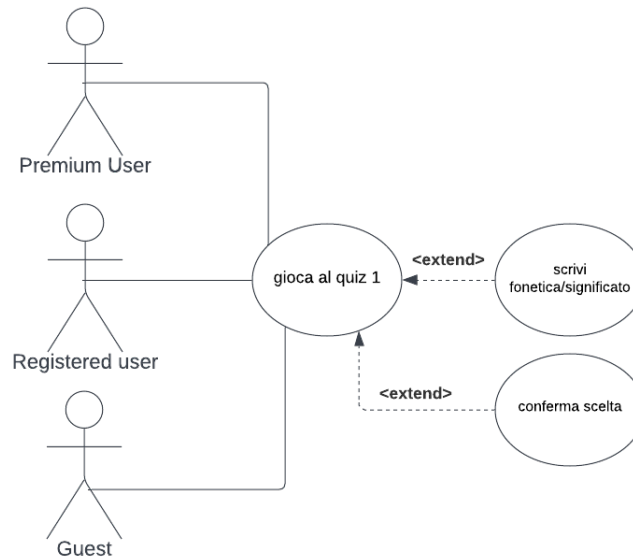 Premium User
Registered user
Guest
gioca al quiz 1
<extend>
scrivi
fonetica/significato
<extend>
conferma scelta